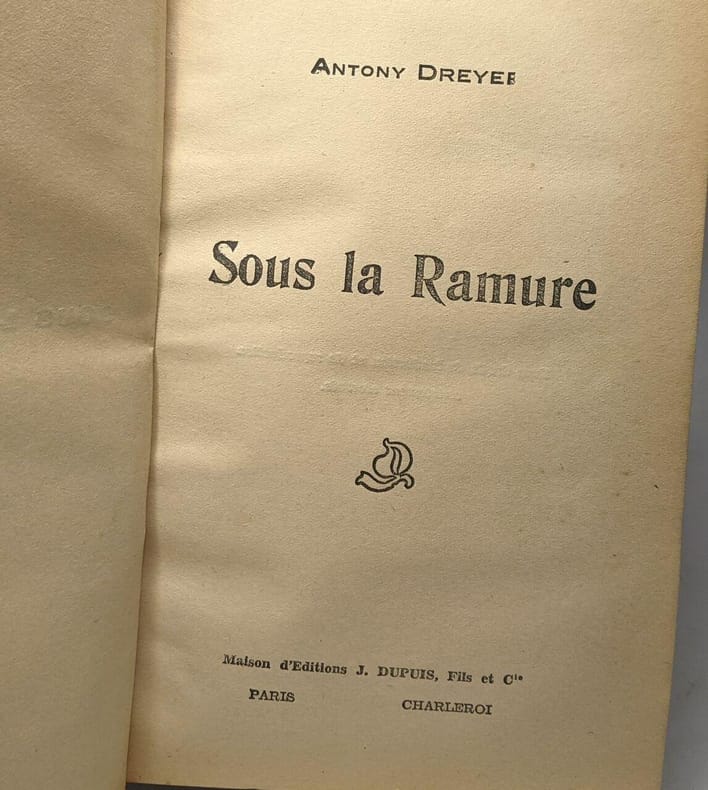 Antony Dreyer
Sous la Ramure
Maison d'Editions J. DUPUIS, Fils et Cie
PARIS CHARLEROI